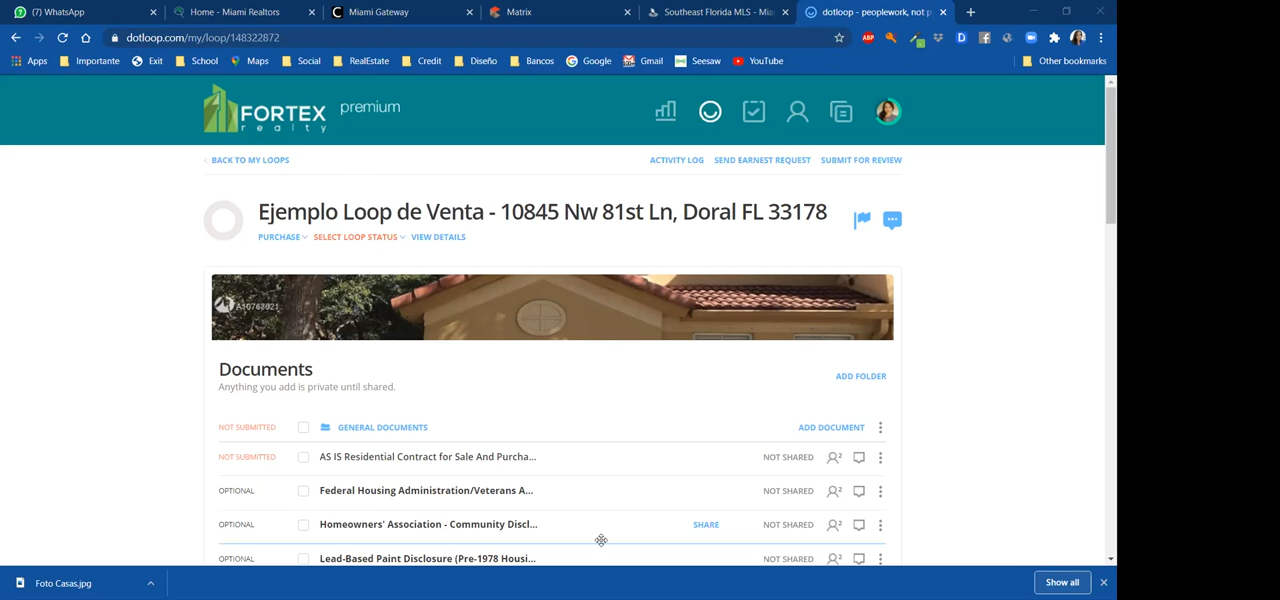 (7) WhatsApp
Home - Miami Realtors
Miami Gateway
Matrix
Southeast Florida MLS - Mia
dotloop - peoplework, not p
dotloop.com/my/loop/148322872
Apps Importante Exit School Maps Social RealEstate Credit Diseño Bancos Google Gmail Seesaw YouTube Other bookmarks
FORTEX
realty
premium
BACK TO MY LOOPS
ACTIVITY LOG SEND EARNEST REQUEST SUBMIT FOR REVIEW
Ejemplo Loop de Venta - 10845 Nw 81st Ln, Doral FL 33178
PURCHASE SELECT LOOP STATUS VIEW DETAILS
Documents
Anything you add is private until shared.
ADD FOLDER
NOT SUBMITTED GENERAL DOCUMENTS ADD DOCUMENT
NOT SUBMITTED AS IS Residential Contract for Sale And Purcha... NOT SHARED
OPTIONAL Federal Housing Administration/Veterans A... NOT SHARED
OPTIONAL Homeowners' Association - Community Discl... SHARE NOT SHARED
OPTIONAL Lead-Based Paint Disclosure (Pre-1978 Housi... NOT SHARED
Foto Casas.jpg
Show all